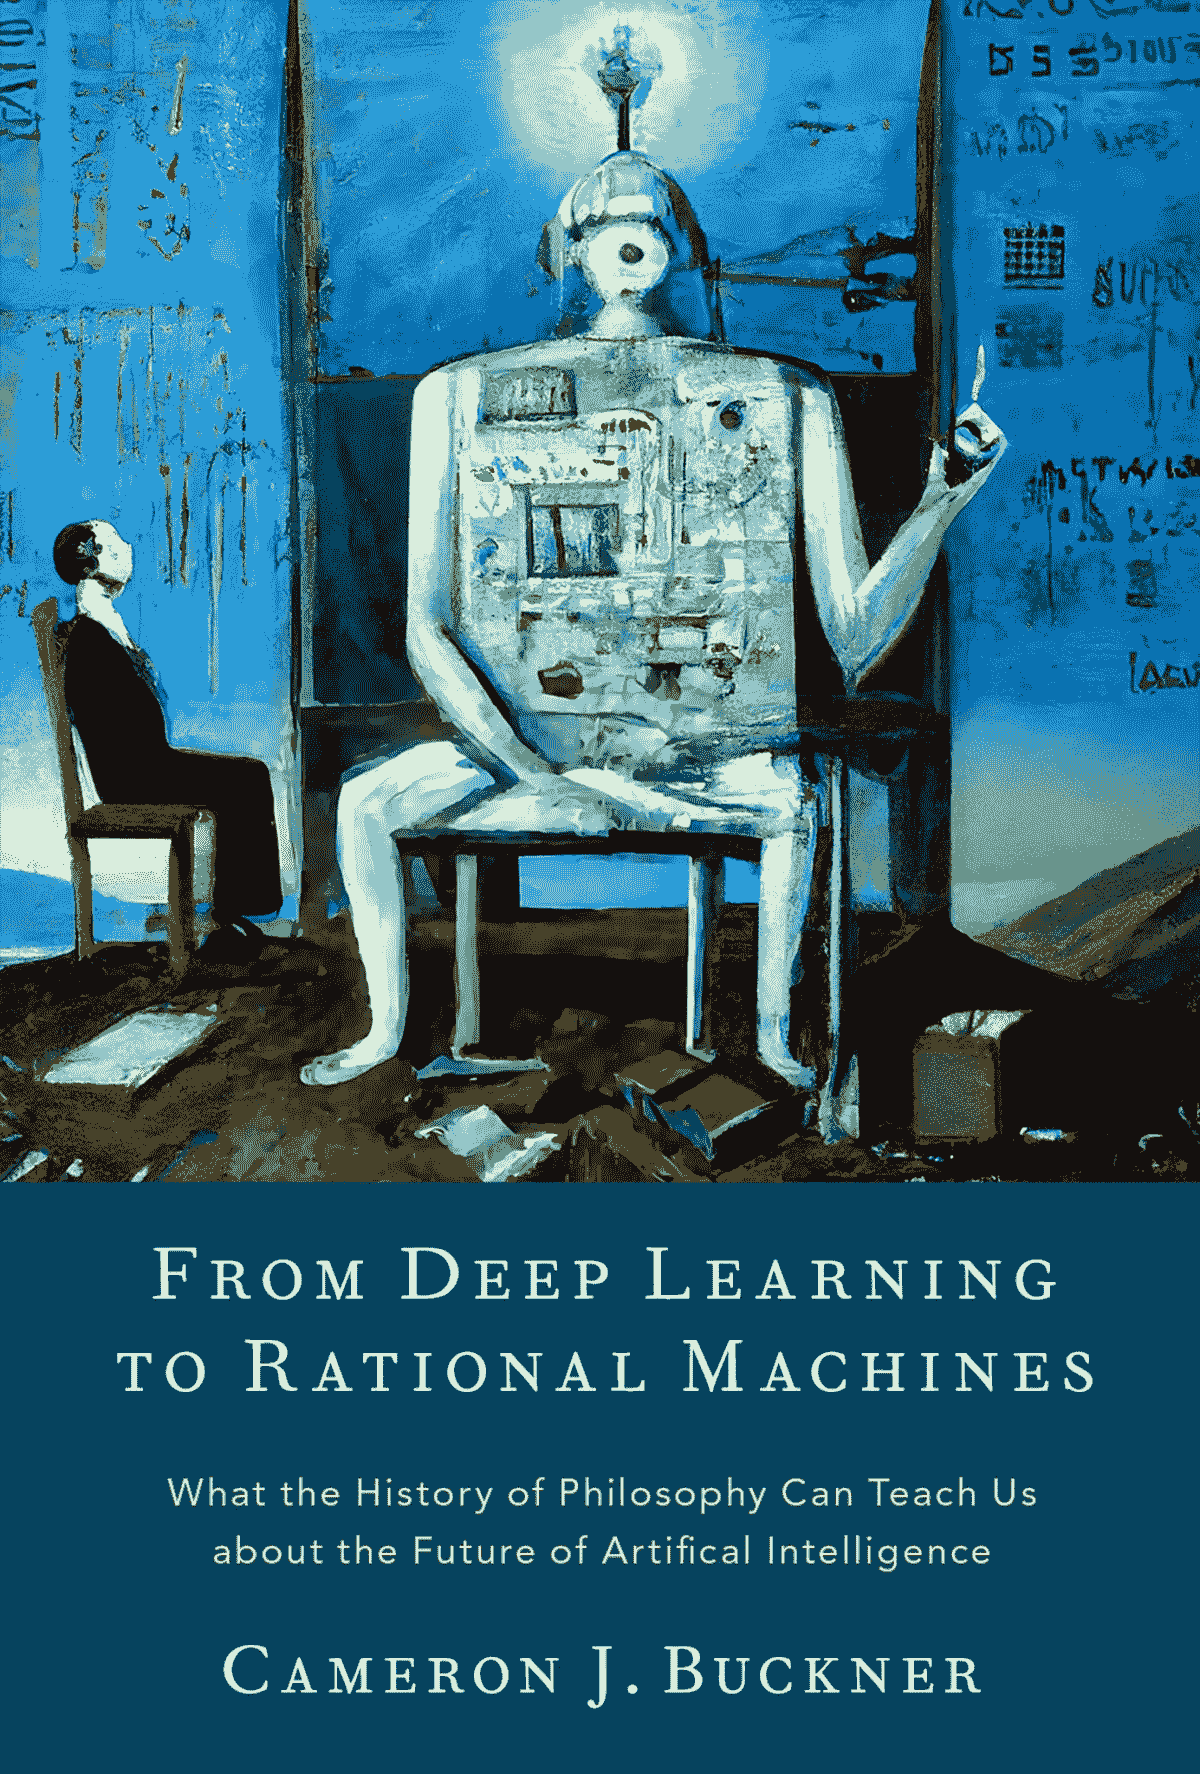 From Deep Learning
to Rational Machines
What the History of Philosophy Can Teach Us
about the Future of Artifical Intelligence
Cameron J. Buckner